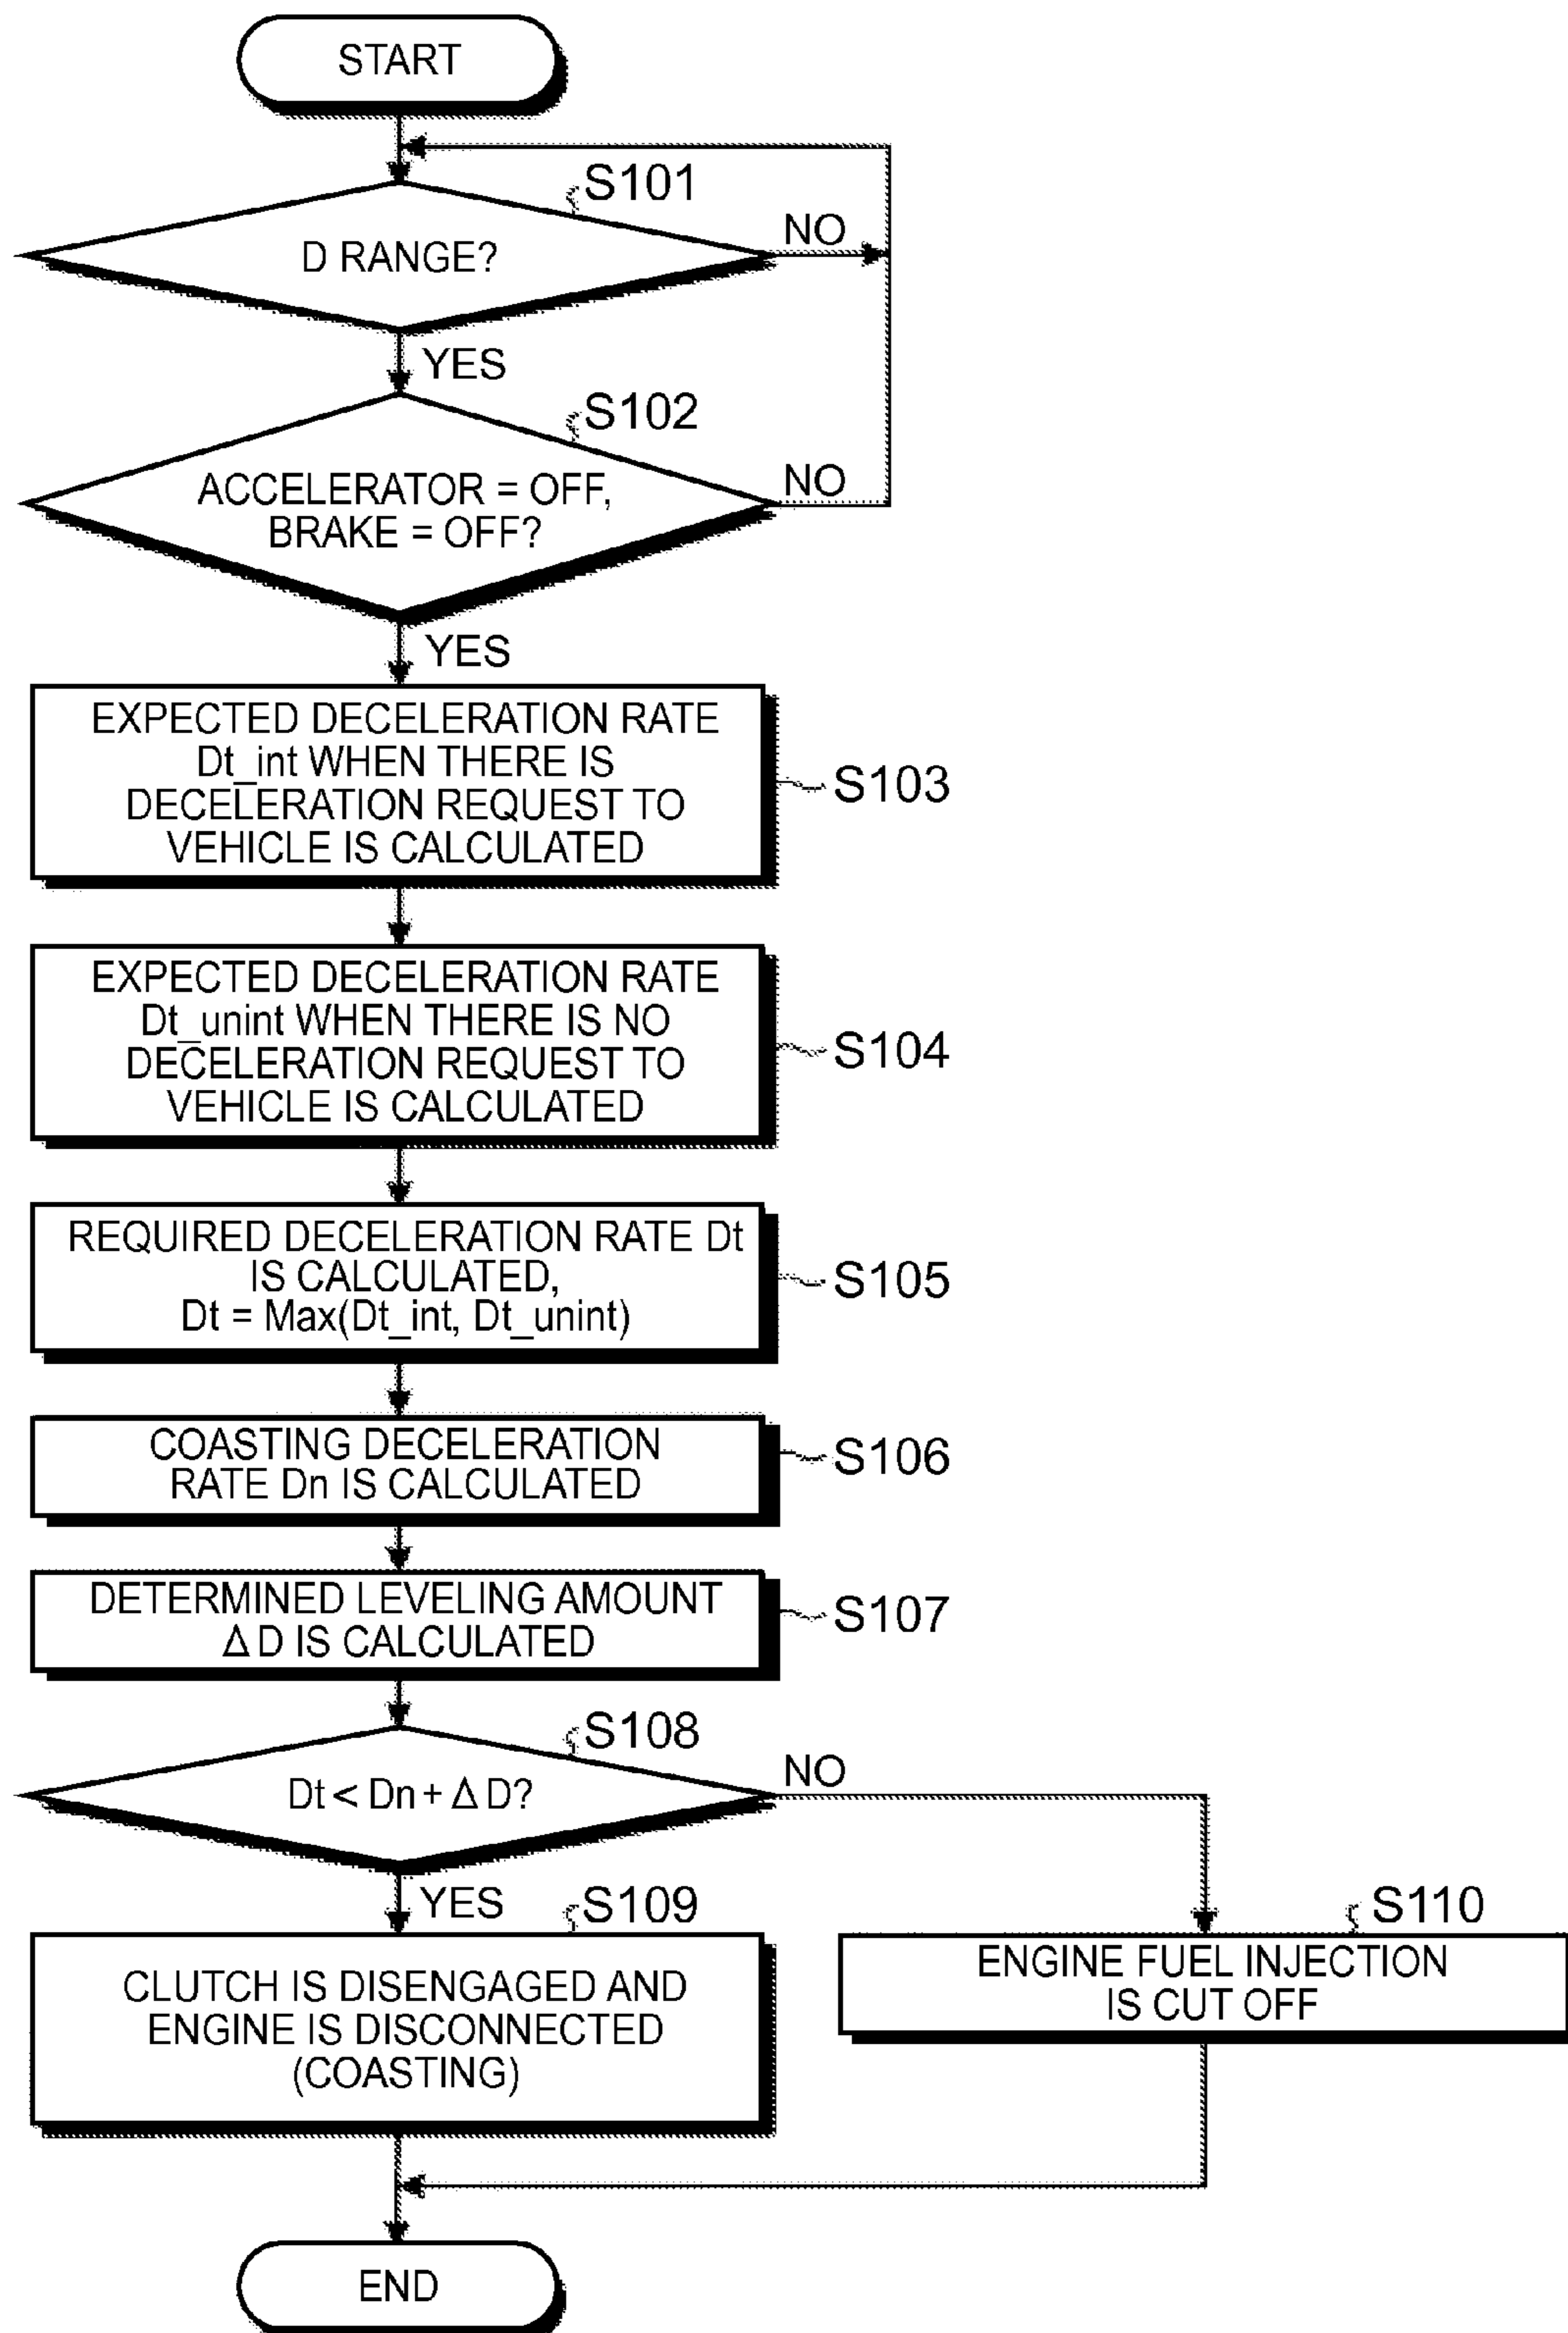 START
S101
D RANGE?
NO
YES
S102
ACCELERATOR = OFF,
BRAKE = OFF?
NO
YES
EXPECTED DECELERATION RATE
Dt_int WHEN THERE IS
DECELERATION REQUEST TO
VEHICLE IS CALCULATED
S103
EXPECTED DECELERATION RATE
Dt_unint WHEN THERE IS NO
DECELERATION REQUEST TO
VEHICLE IS CALCULATED
S104
REQUIRED DECELERATION RATE Dt
IS CALCULATED,
Dt = Max(Dt_int, Dt_unint)
S105
COASTING DECELERATION
RATE Dn IS CALCULATED
S106
DETERMINED LEVELING AMOUNT
Δ D IS CALCULATED
S107
S108
Dt < Dn + Δ D?
NO
YES
S109
CLUTCH IS DISENGAGED AND
ENGINE IS DISCONNECTED
(COASTING)
S110
ENGINE FUEL INJECTION
IS CUT OFF
END